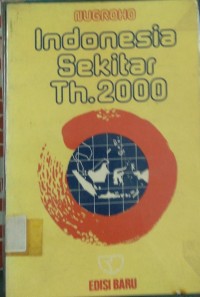 NUGROHO
Indonesia
Sekitar
Th.2000
EDISI BARU